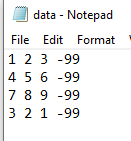 data - Notepad
File Edit Format
1 2 3 -99
4 5 6 -99
7 8 9 -99
3 2 1 -99